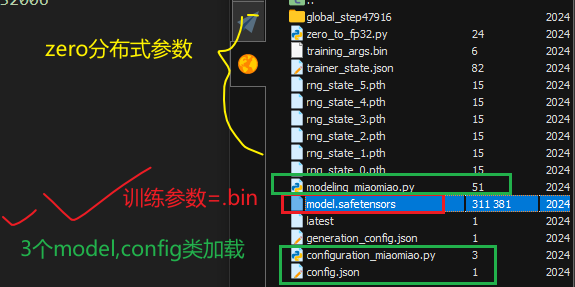 32006
zero分布式参数
训练参数=.bin
3个model,config类加载
..
2024
global_step47916 2024
zero_to_fp32.py 24 2024
training_args.bin 6 2024
trainer_state.json 82 2024
rng_state_5.pth 15 2024
rng_state_4.pth 15 2024
rng_state_3.pth 15 2024
rng_state_2.pth 15 2024
rng_state_1.pth 15 2024
rng_state_0.pth 15 2024
modeling_miaomiao.py 51 2024
model.safetensors 311 381 2024
latest 1 2024
generation_config.json 1 2024
configuration_miaomiao.py 3 2024
config.json 1 2024